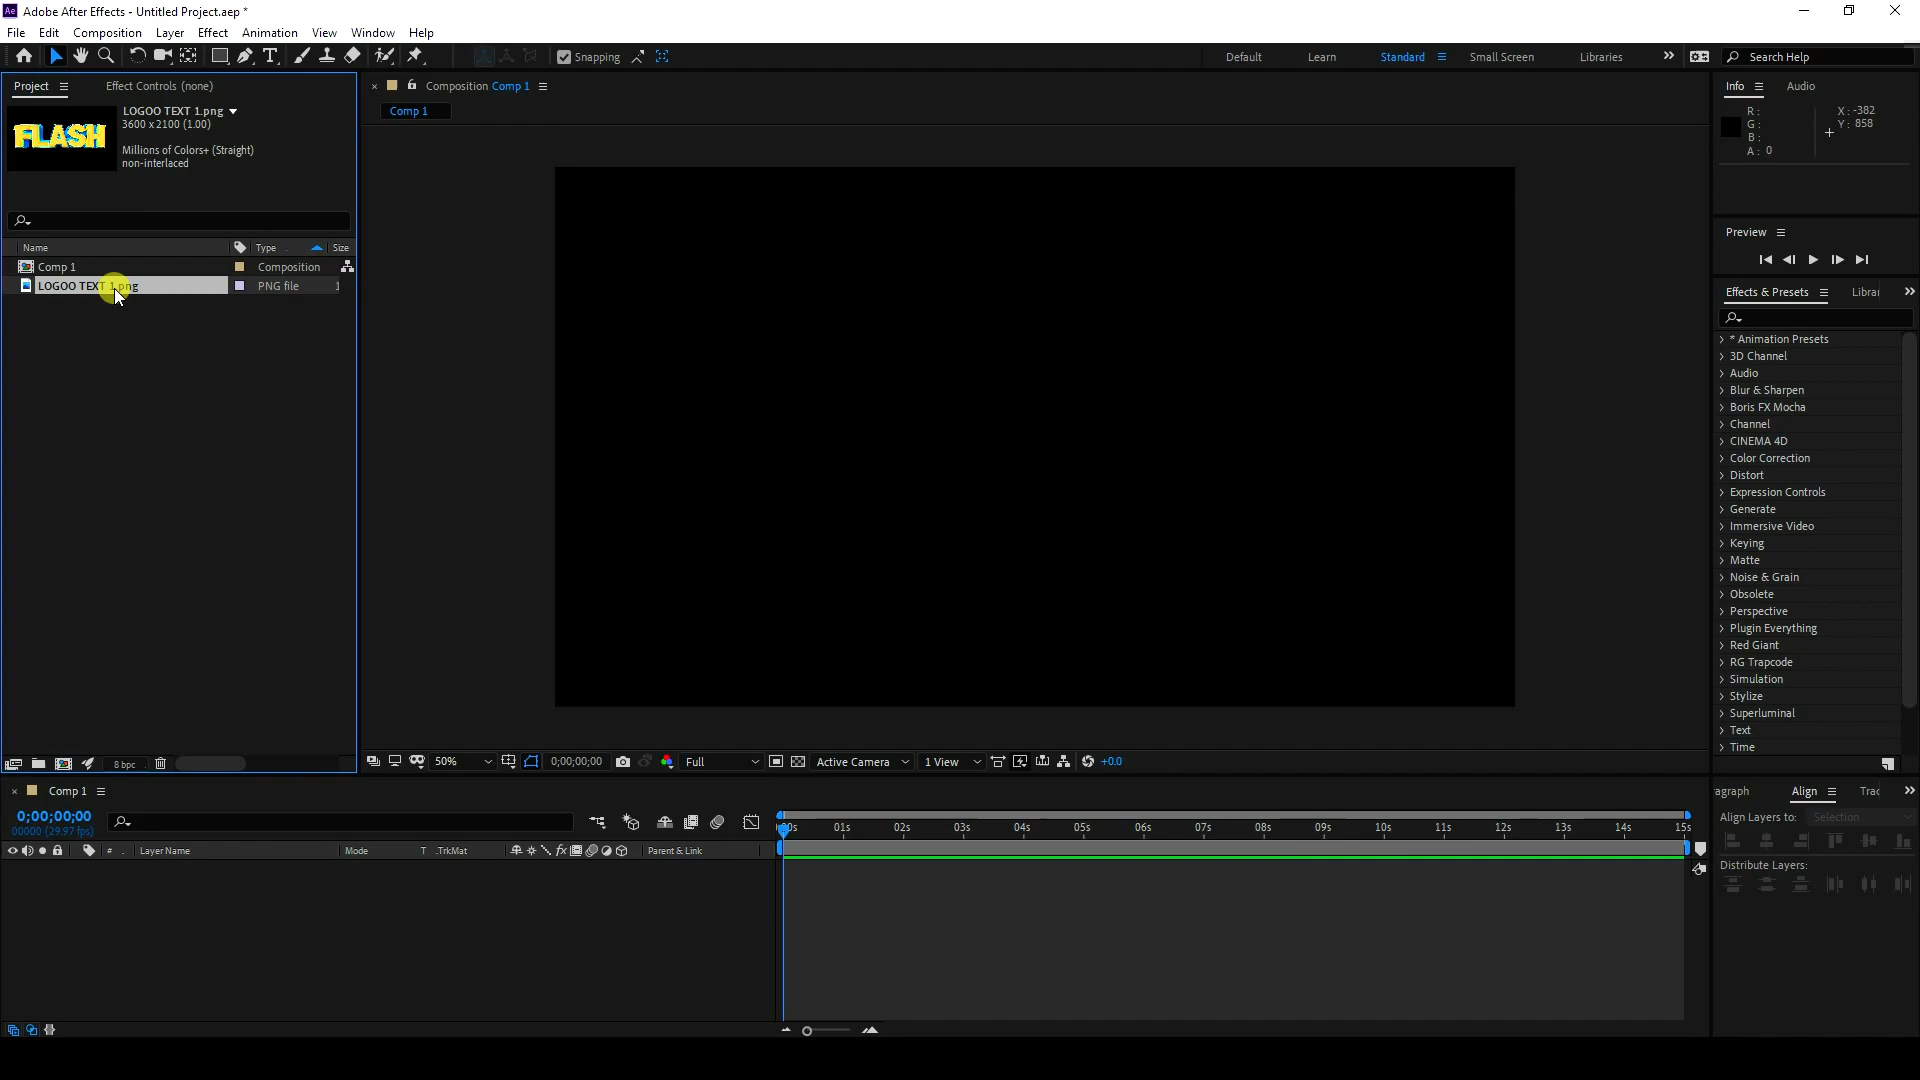 Adobe After Effects - Untitled Project.aep *
File Edit Composition Layer Effect Animation View Window Help
Snapping
Default Learn Standard Small Screen Libraries Search Help
Project Effect Controls (none)
LOGOO TEXT 1.png
3600 x 2100 (1.00)
Millions of Colors+ (Straight)
non-interlaced
FLASH
Name Type Size
Comp 1 Composition
LOGOO TEXT 1.png PNG file 1
8 bpc
Composition Comp 1
Comp 1
50% 0;00;00;00 Full Active Camera 1 View +0.0
Info Audio
R: X: -382
G: Y: 858
B:
A: 0
Preview
Effects & Presets Librar
* Animation Presets
3D Channel
Audio
Blur & Sharpen
Boris FX Mocha
Channel
CINEMA 4D
Color Correction
Distort
Expression Controls
Generate
Immersive Video
Keying
Matte
Noise & Grain
Obsolete
Perspective
Plugin Everything
Red Giant
RG Trapcode
Simulation
Stylize
Superluminal
Text
Time
Comp 1
0;00;00;00
00000 (29.97 fps)
# Layer Name Mode T .TrkMat Parent & Link
00s 01s 02s 03s 04s 05s 06s 07s 08s 09s 10s 11s 12s 13s 14s 15s
ragraph Align Trac
Align Layers to: Selection
Distribute Layers: